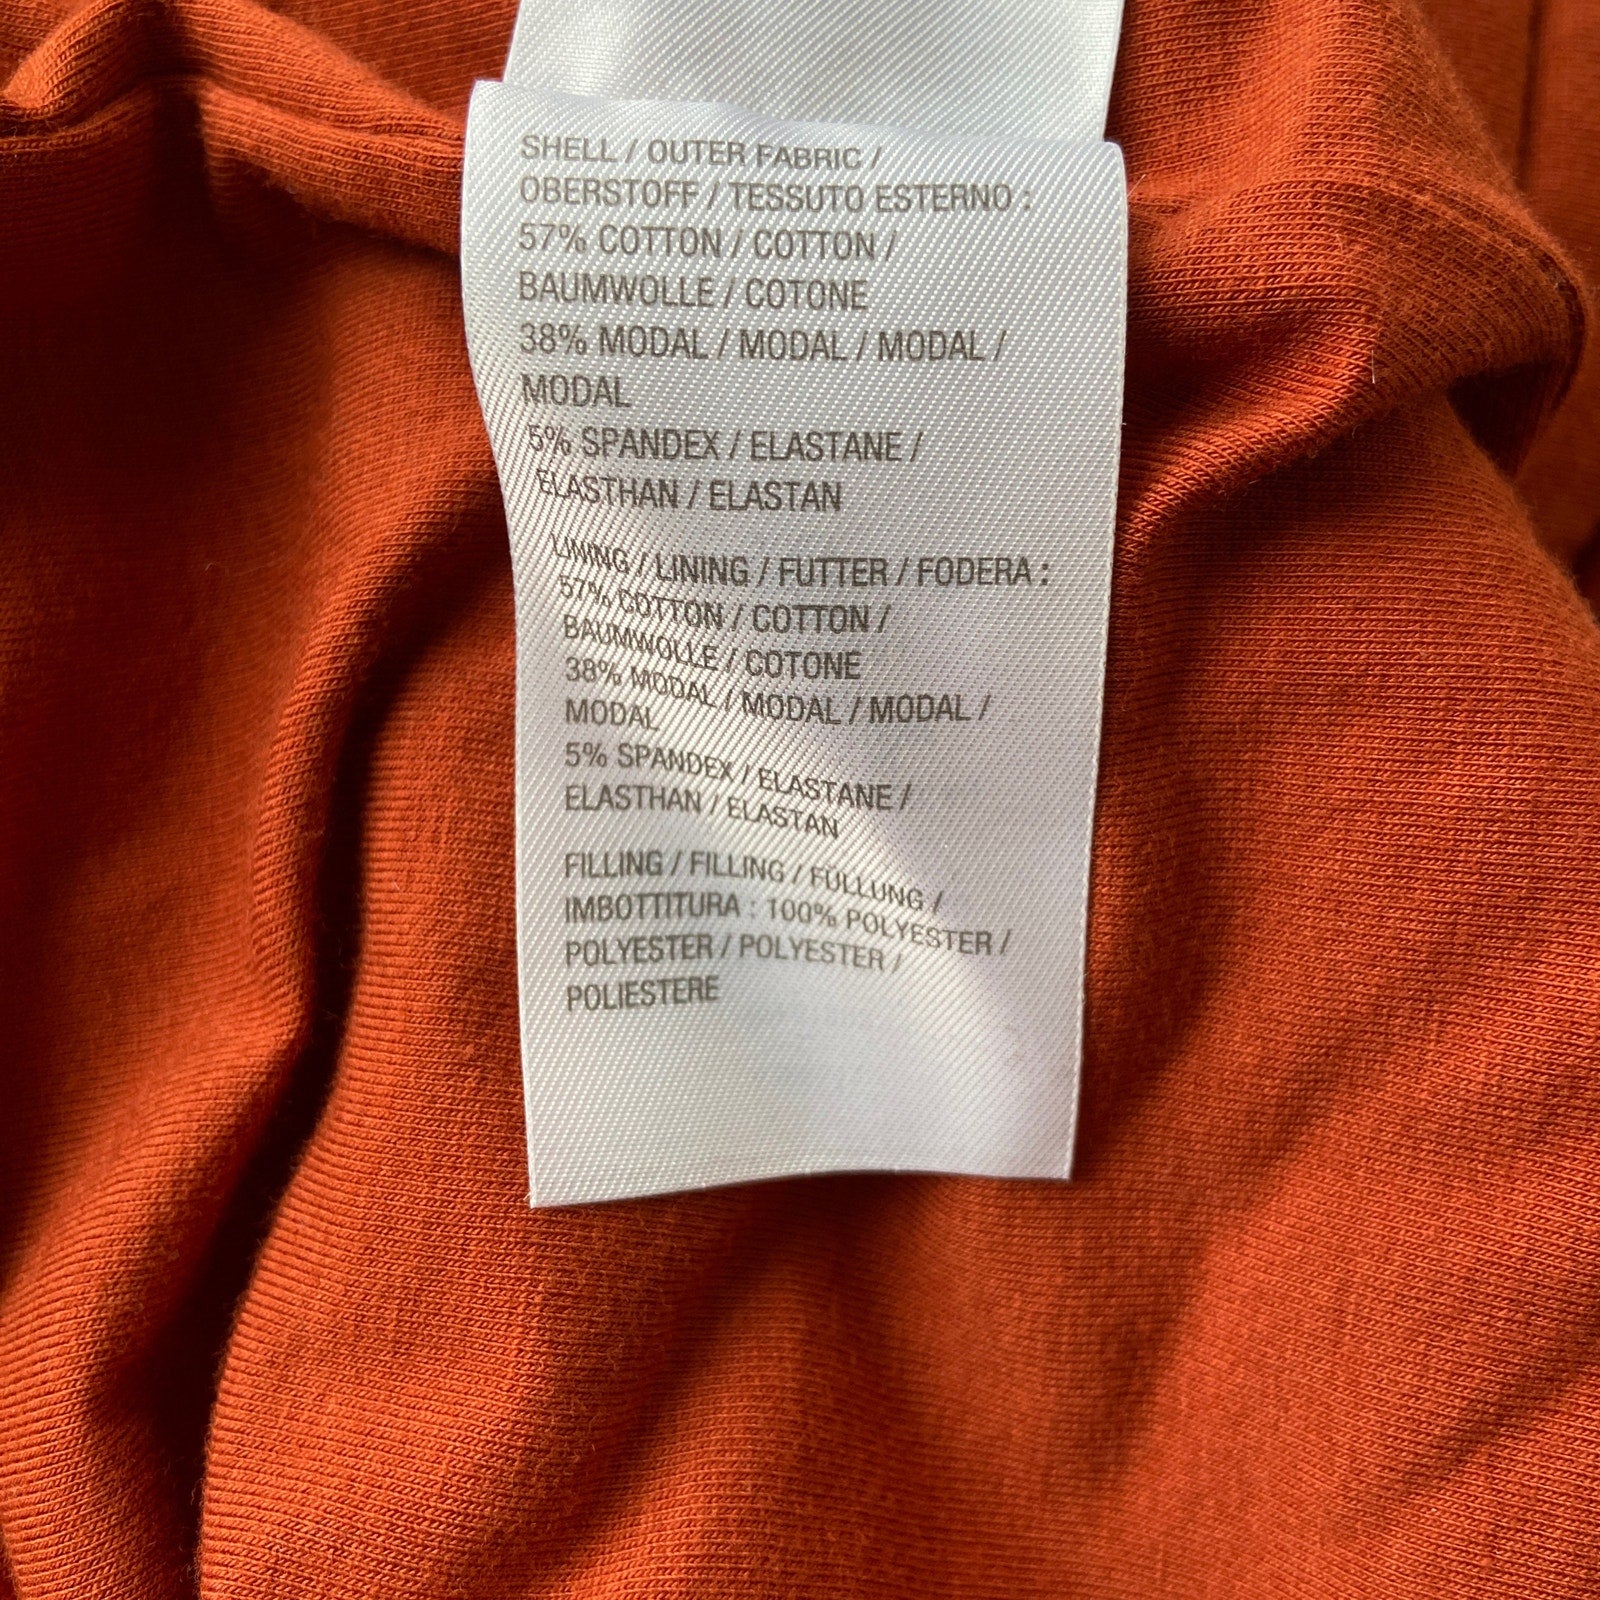 SHELL / OUTER FABRIC /
OBERSTOFF / TESSUTO ESTERNO :
57% COTTON / COTTON /
BAUMWOLLE / COTONE
38% MODAL / MODAL / MODAL /
MODAL
5% SPANDEX / ELASTANE /
ELASTHAN / ELASTAN
LINING / LINING / FUTTER / FODERA :
57% COTTON / COTTON /
BAUMWOLLE / COTONE
38% MODAL / MODAL / MODAL /
MODAL
5% SPANDEX / ELASTANE /
ELASTHAN / ELASTAN
FILLING / FILLING / FÜLLUNG /
IMBOTTITURA : 100% POLYESTER /
POLYESTER / POLYESTER /
POLIESTERE